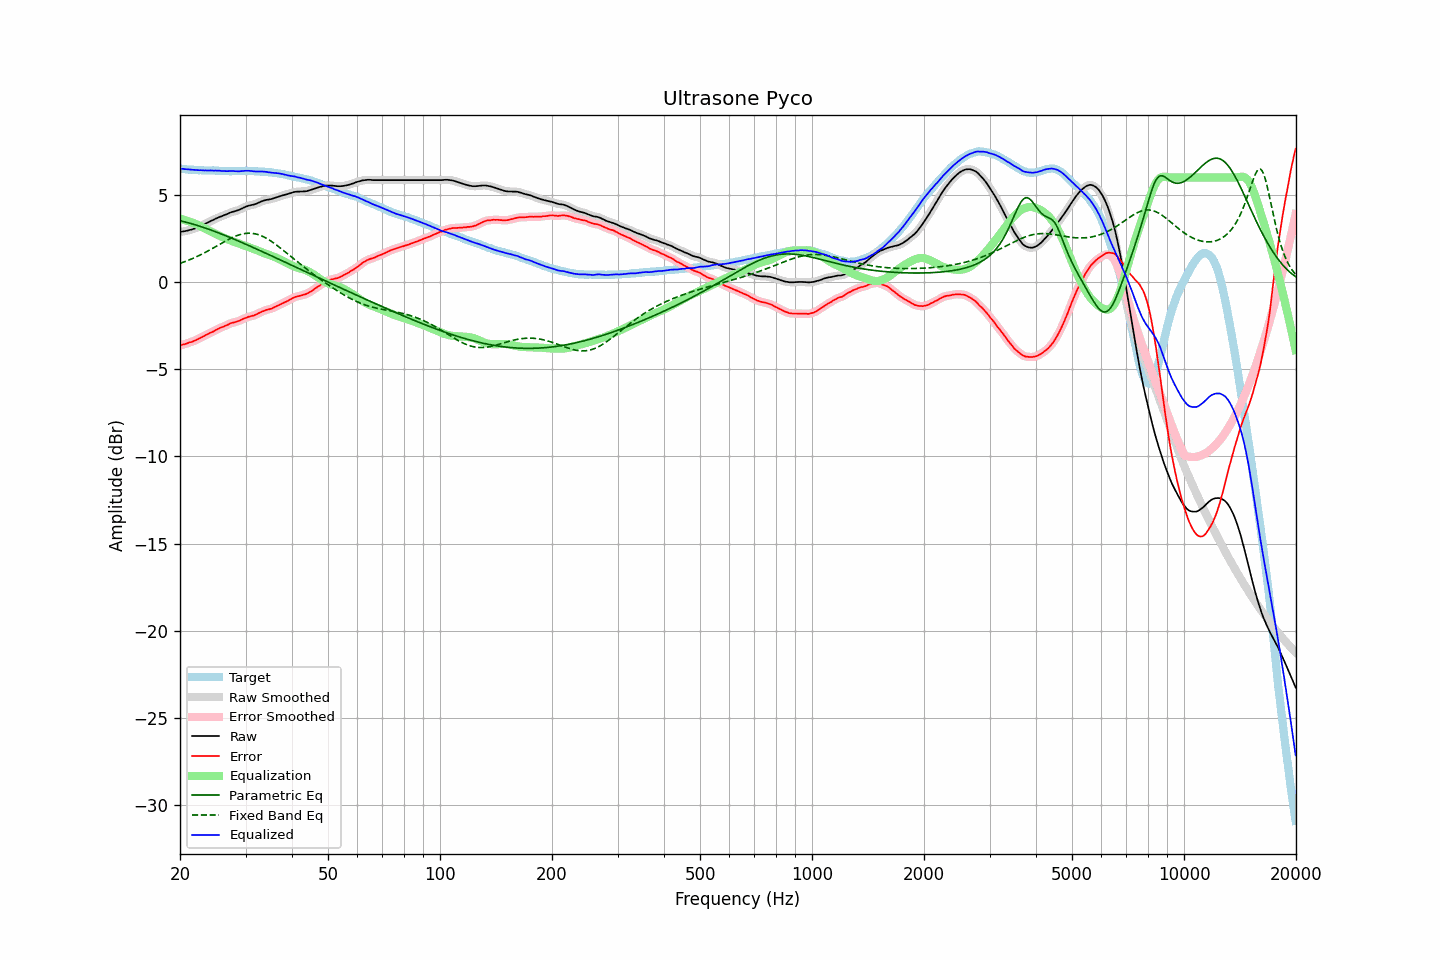 Ultrasone Pyco
Amplitude (dBr)
5
0
−5
−10
−15
−20
−25
−30
Target
Raw Smoothed
Error Smoothed
Raw
Error
Equalization
Parametric Eq
Fixed Band Eq
Equalized
20 50 100 200 500 1000 2000 5000 10000 20000
Frequency (Hz)